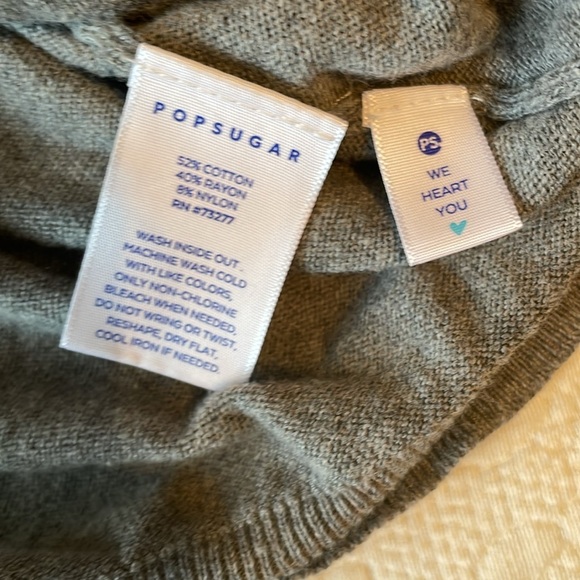 POPSUGAR
52% COTTON
40% RAYON
8% NYLON
RN #73277
WASH INSIDE OUT.
MACHINE WASH COLD
WITH LIKE COLORS,
ONLY NON-CHLORINE
BLEACH WHEN NEEDED,
DO NOT WRING OR TWIST,
RESHAPE, DRY FLAT,
COOL IRON IF NEEDED.
PS
WE
HEART
YOU